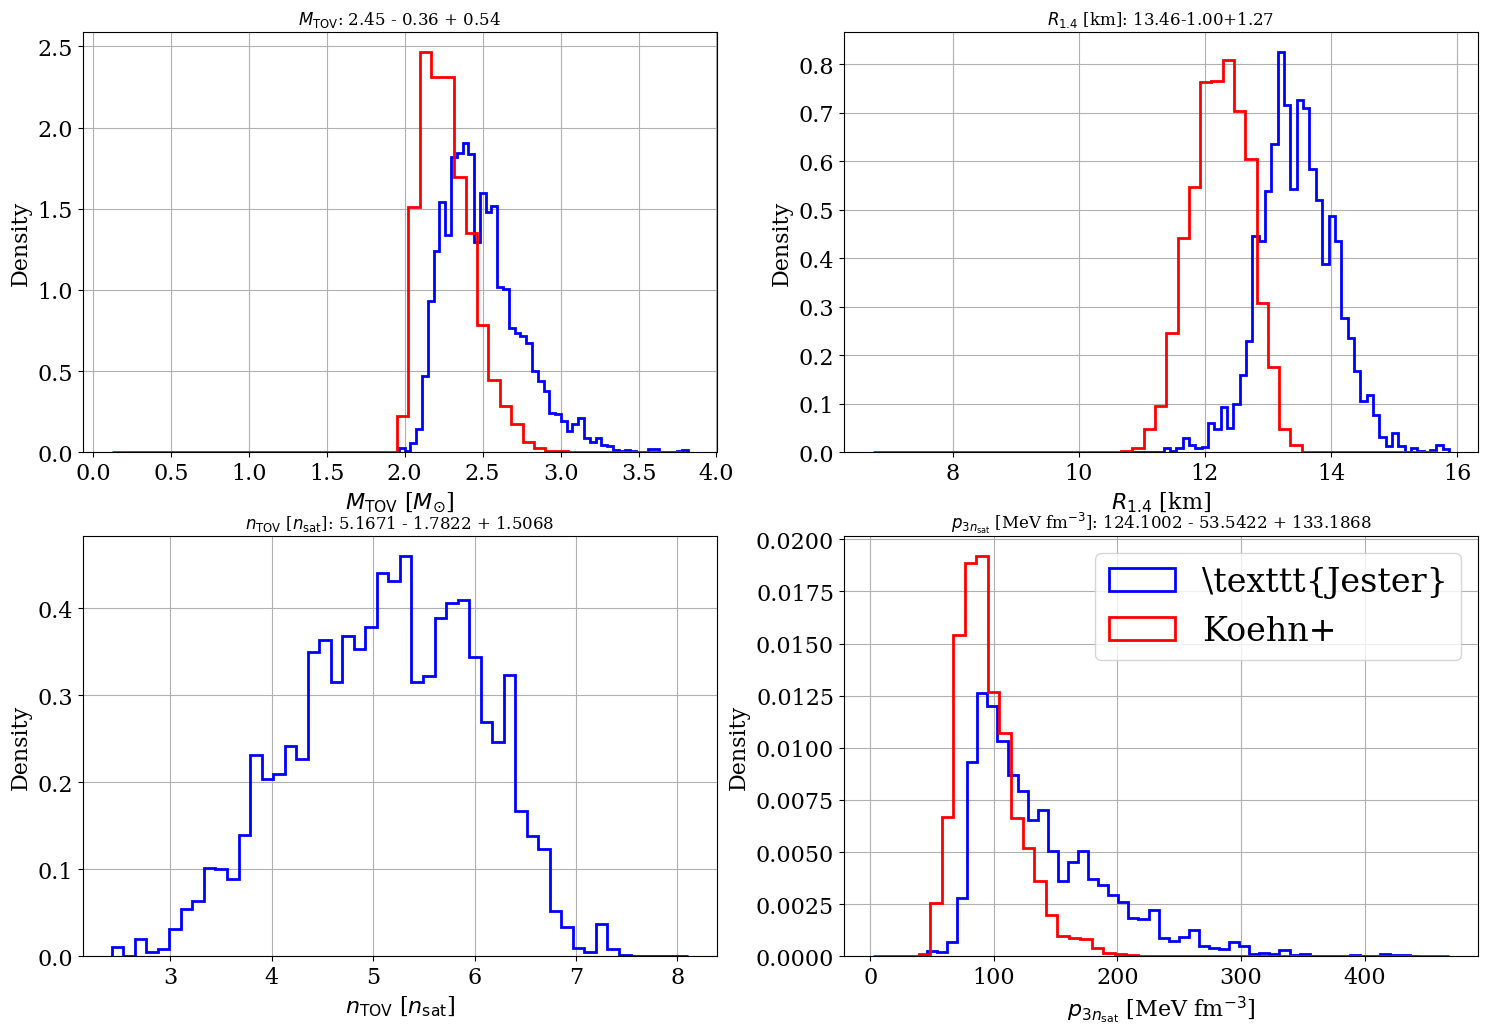 M_TOV: 2.45 - 0.36 + 0.54
2.5
2.0
1.5
1.0
0.5
0.0
Density
0.0 0.5 1.0 1.5 2.0 2.5 3.0 3.5 4.0
M_TOV [M_⊙]
R_1.4 [km]: 13.46-1.00+1.27
0.8
0.7
0.6
0.5
0.4
0.3
0.2
0.1
0.0
Density
8 10 12 14 16
R_1.4 [km]
n_TOV [n_sat]: 5.1671 - 1.7822 + 1.5068
0.4
0.3
0.2
0.1
0.0
Density
3 4 5 6 7 8
n_TOV [n_sat]
p_3n_sat [MeV fm⁻³]: 124.1002 - 53.5422 + 133.1868
0.0200
0.0175
0.0150
0.0125
0.0100
0.0075
0.0050
0.0025
0.0000
Density
\texttt{Jester}
Koehn+
0 100 200 300 400
p_3n_sat [MeV fm⁻³]